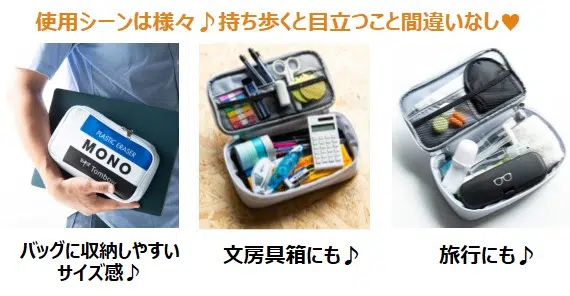 使用シーンは様々♪持ち歩くと目立つこと間違いなし♥
PLASTIC ERASER
MONO
Tombow
バッグに収納しやすい
サイズ感♪
文房具箱にも♪
旅行にも♪